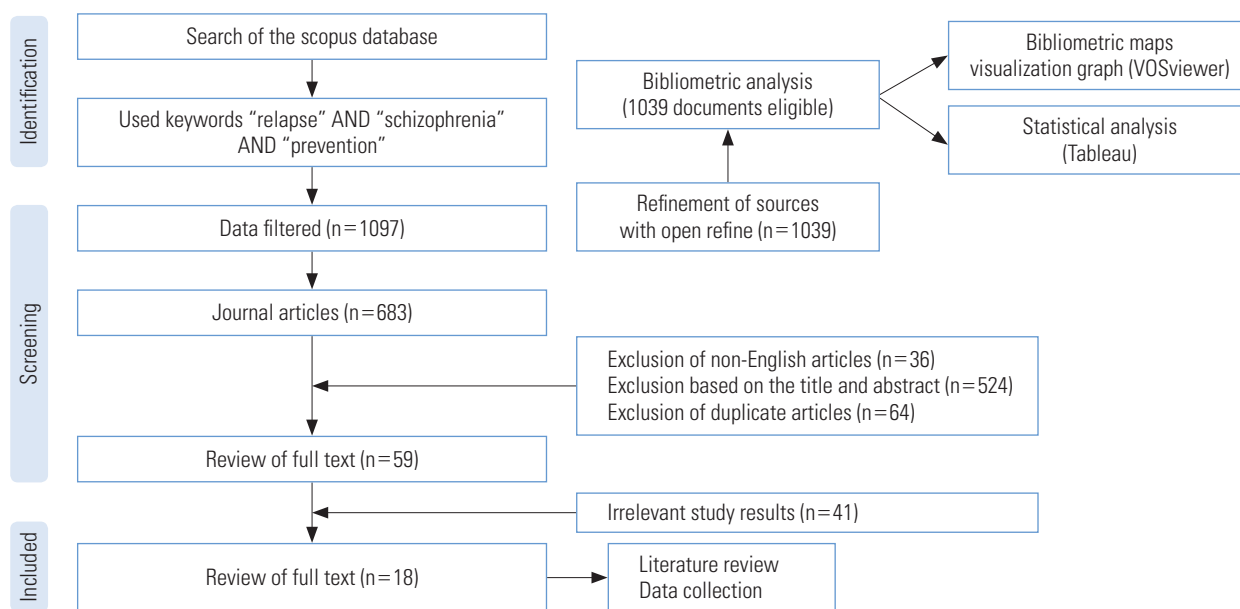 Identification
Search of the scopus database
Used keywords “relapse” AND “schizophrenia”
AND “prevention”
Bibliometric analysis
(1039 documents eligible)
Bibliometric maps
visualization graph (VOSviewer)
Statistical analysis
(Tableau)
Refinement of sources
with open refine (n=1039)
Screening
Data filtered (n=1097)
Journal articles (n=683)
Exclusion of non-English articles (n=36)
Exclusion based on the title and abstract (n=524)
Exclusion of duplicate articles (n=64)
Review of full text (n=59)
Irrelevant study results (n=41)
Included
Review of full text (n=18)
Literature review
Data collection